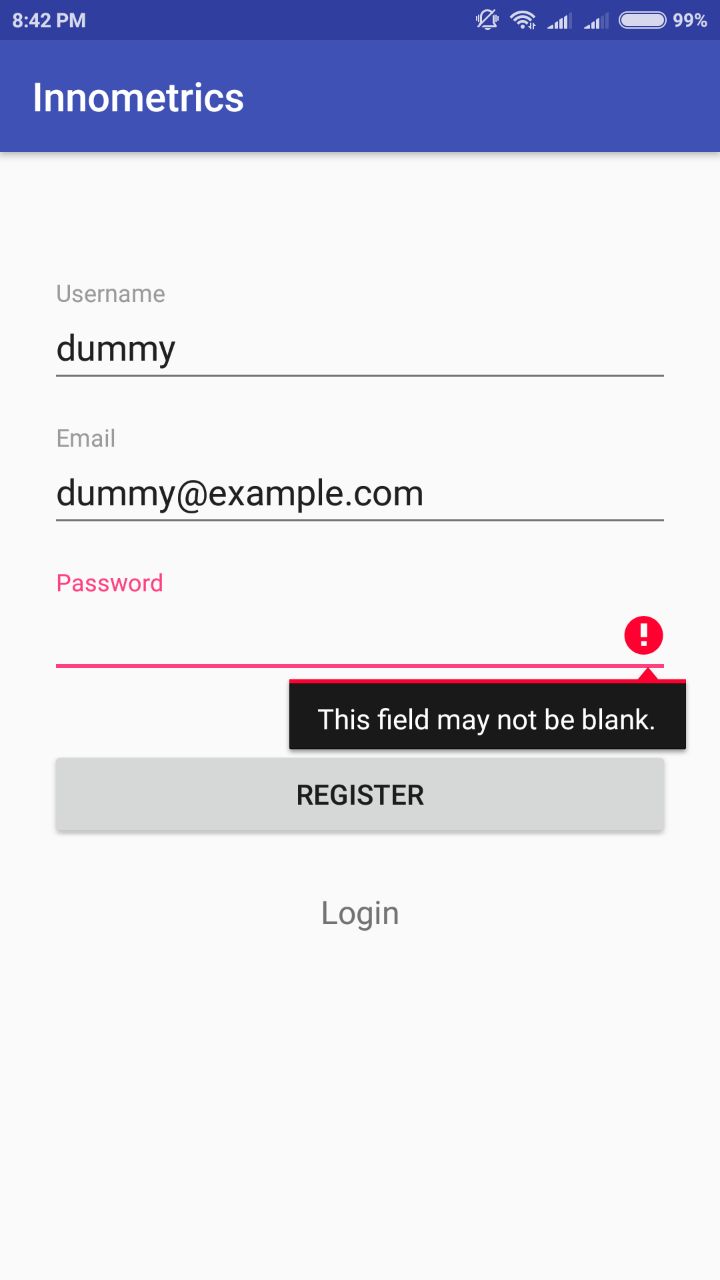 8:42 PM 99%
Innometrics
Username
dummy
Email
dummy@example.com
Password
This field may not be blank.
REGISTER
Login